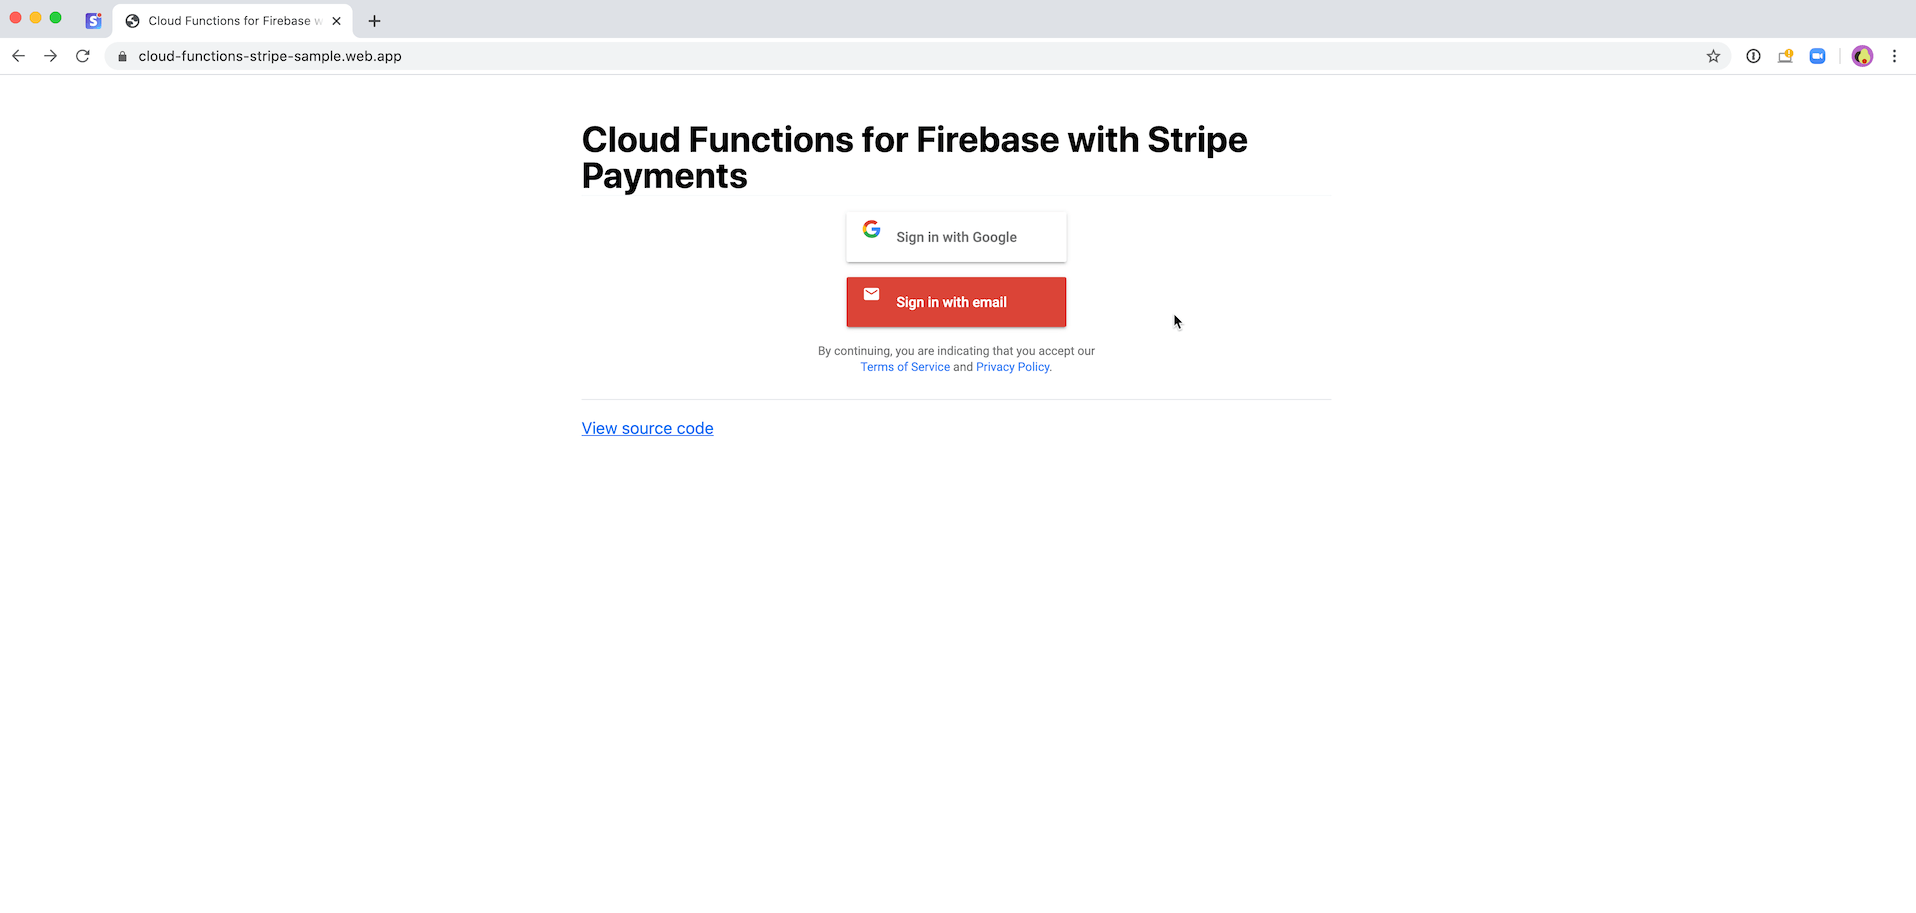 Cloud Functions for Firebase w
cloud-functions-stripe-sample.web.app
Cloud Functions for Firebase with Stripe
Payments
Sign in with Google
Sign in with email
By continuing, you are indicating that you accept our
Terms of Service and Privacy Policy.
View source code